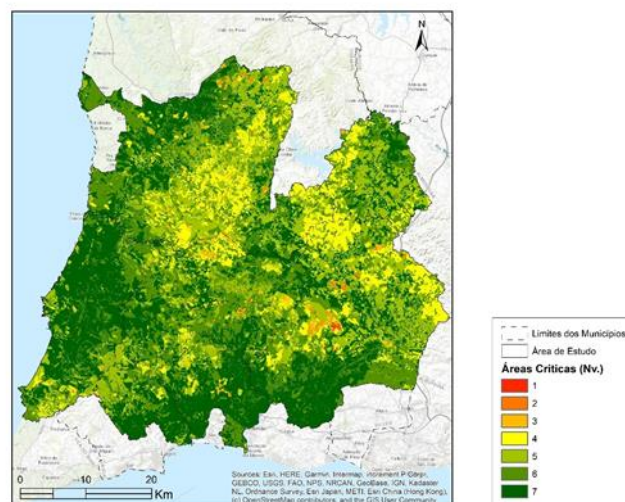 N
Sources: Esri, HERE, Garmin, Intermap, increment P Corp.,
GEBCO, USGS, FAO, NPS, NRCAN, GeoBase, IGN, Kadaster
NL, Ordnance Survey, Esri Japan, METI, Esri China (Hong Kong),
(c) OpenStreetMap contributors, and the GIS User Community
0
10
20
Km
Limites dos Municípios
Área de Estudo
Áreas Criticas (Nv.)
1
2
3
4
5
6
7